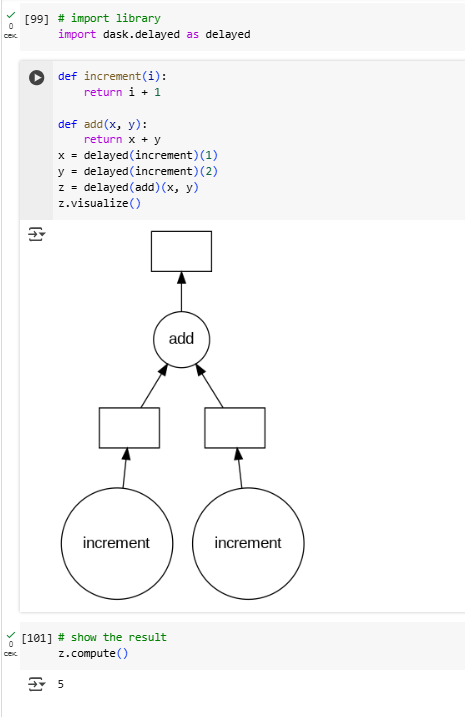 [99] # import library
import dask.delayed as delayed
0
сек.
def increment(i):
    return i + 1
def add(x, y):
    return x + y
x = delayed(increment)(1)
y = delayed(increment)(2)
z = delayed(add)(x, y)
z.visualize()
add
increment increment
[101] # show the result
z.compute()
0
сек.
5